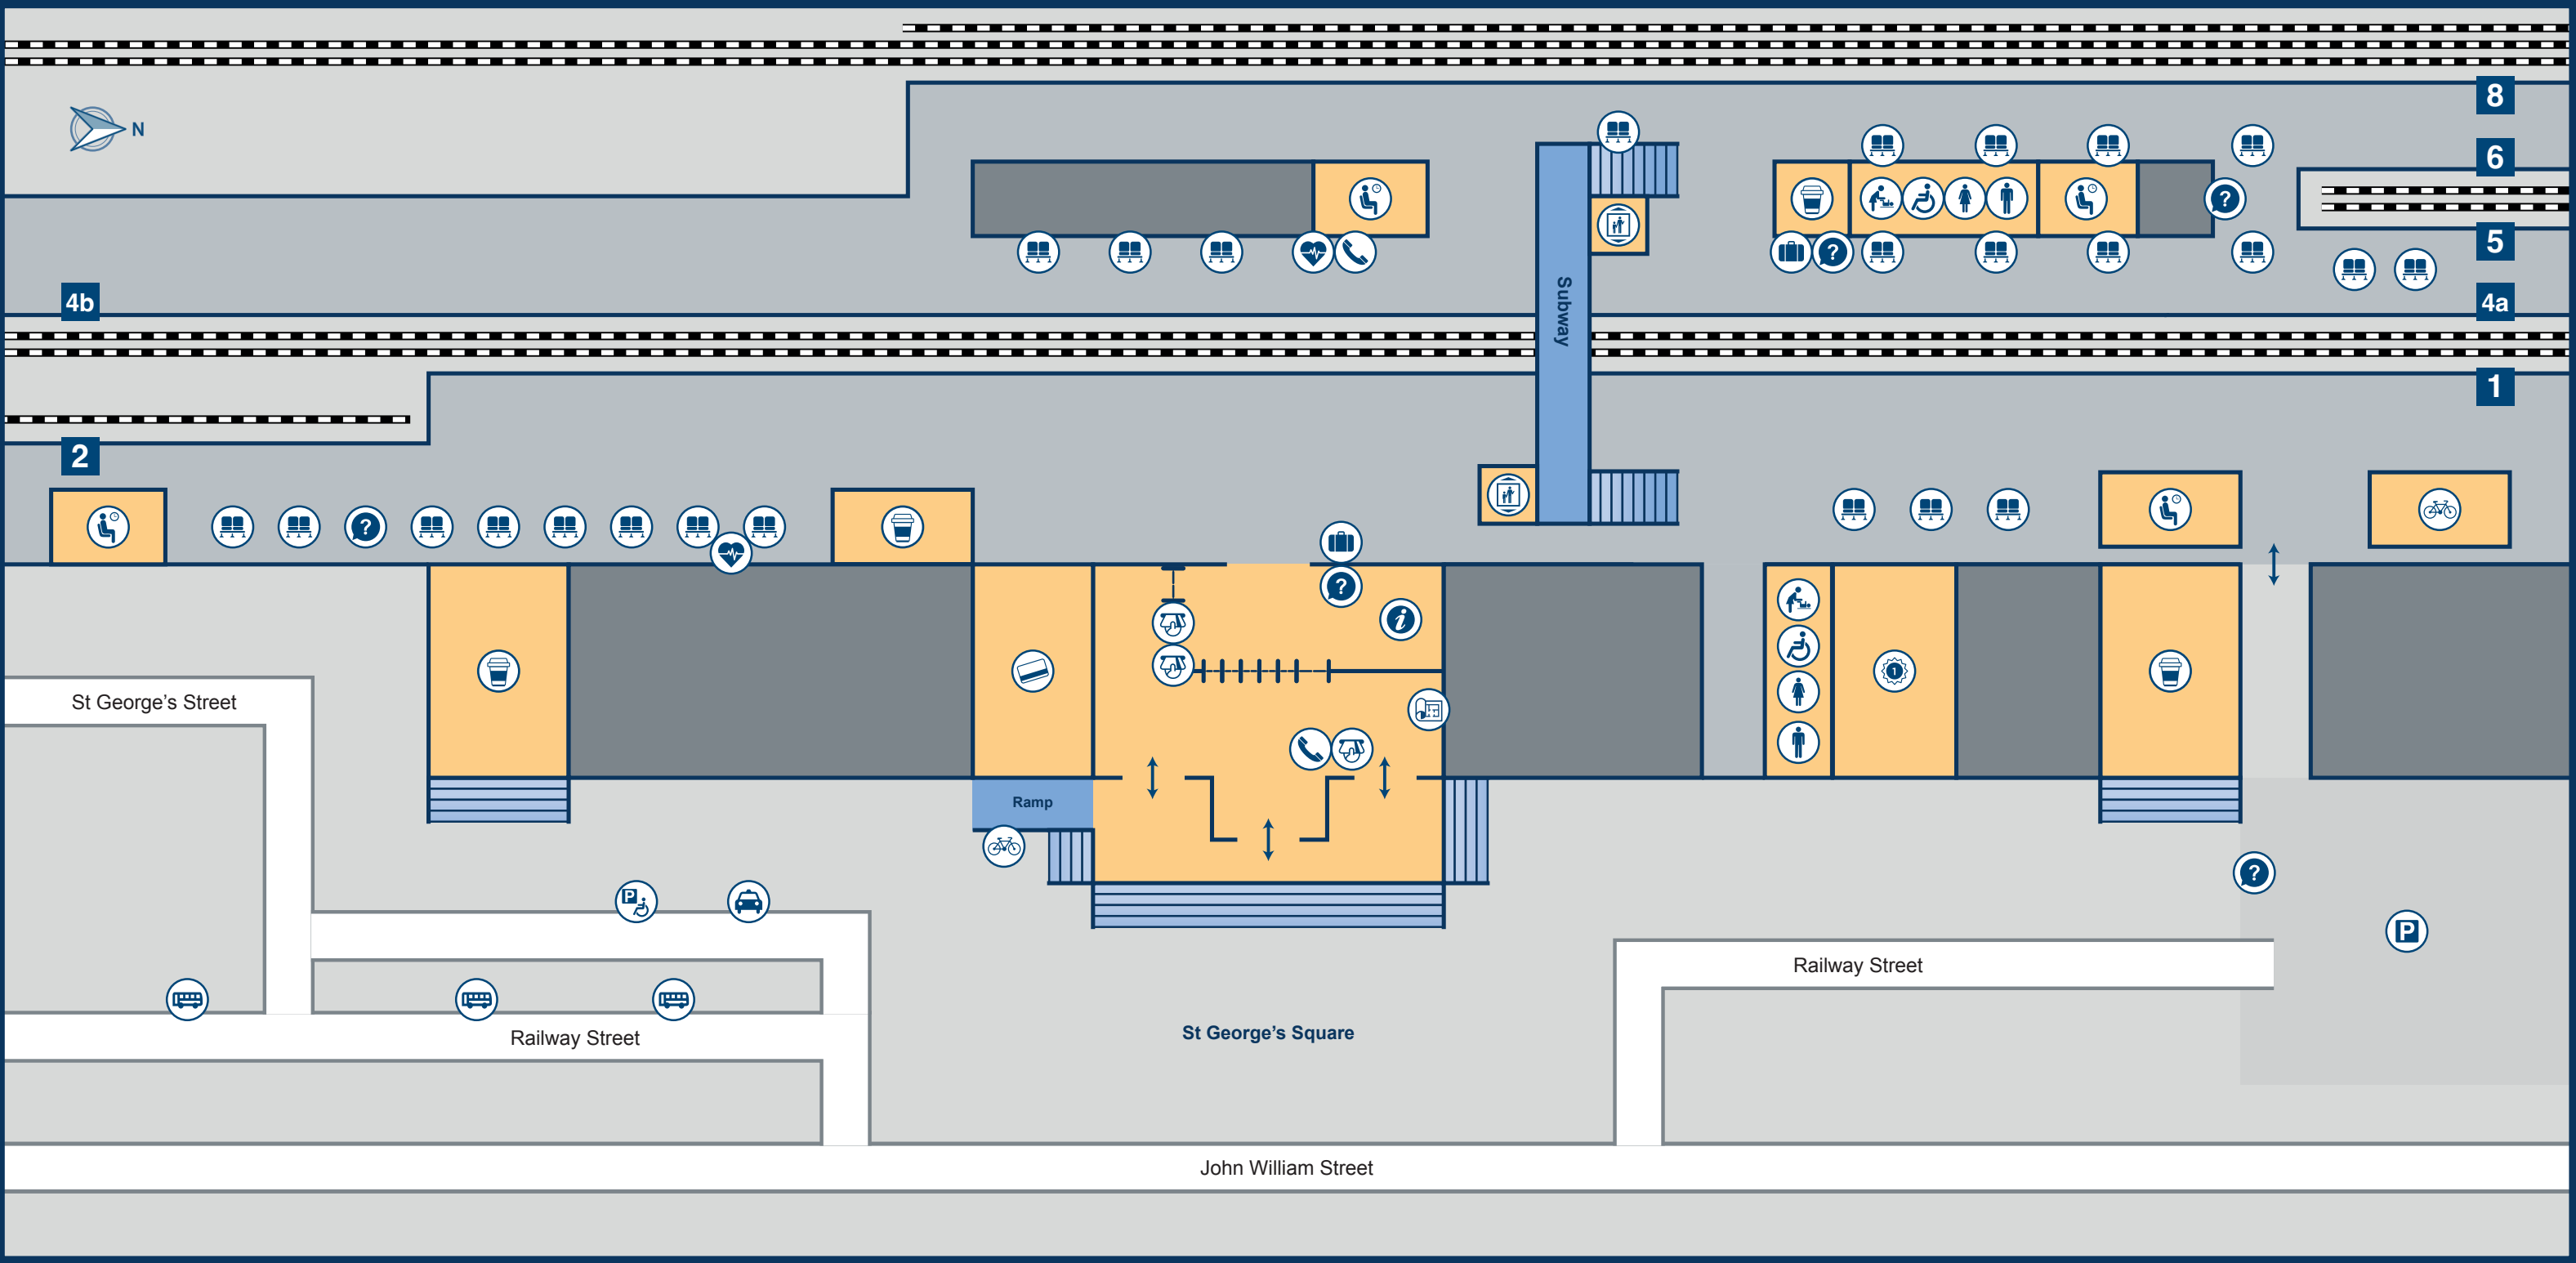 8
N
6
5
4b
4a
Subway
1
2
St George's Street
Ramp
Railway Street
St George's Square
Railway Street
John William Street